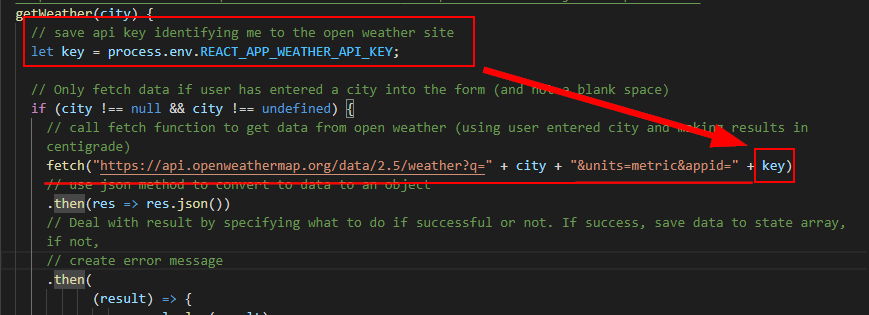 getWeather(city) {
// save api key identifying me to the open weather site
let key = process.env.REACT_APP_WEATHER_API_KEY;
// Only fetch data if user has entered a city into the form (and not a blank space)
if (city !== null && city !== undefined) {
// call fetch function to get data from open weather (using user entered city and making results in
centigrade)
fetch("https://api.openweathermap.org/data/2.5/weather?q=" + city + "&units=metric&appid=" + key)
// use json method to convert to data to an object
.then(res => res.json())
// Deal with result by specifying what to do if successful or not. If success, save data to state array,
if not,
// create error message
.then(
(result) => {